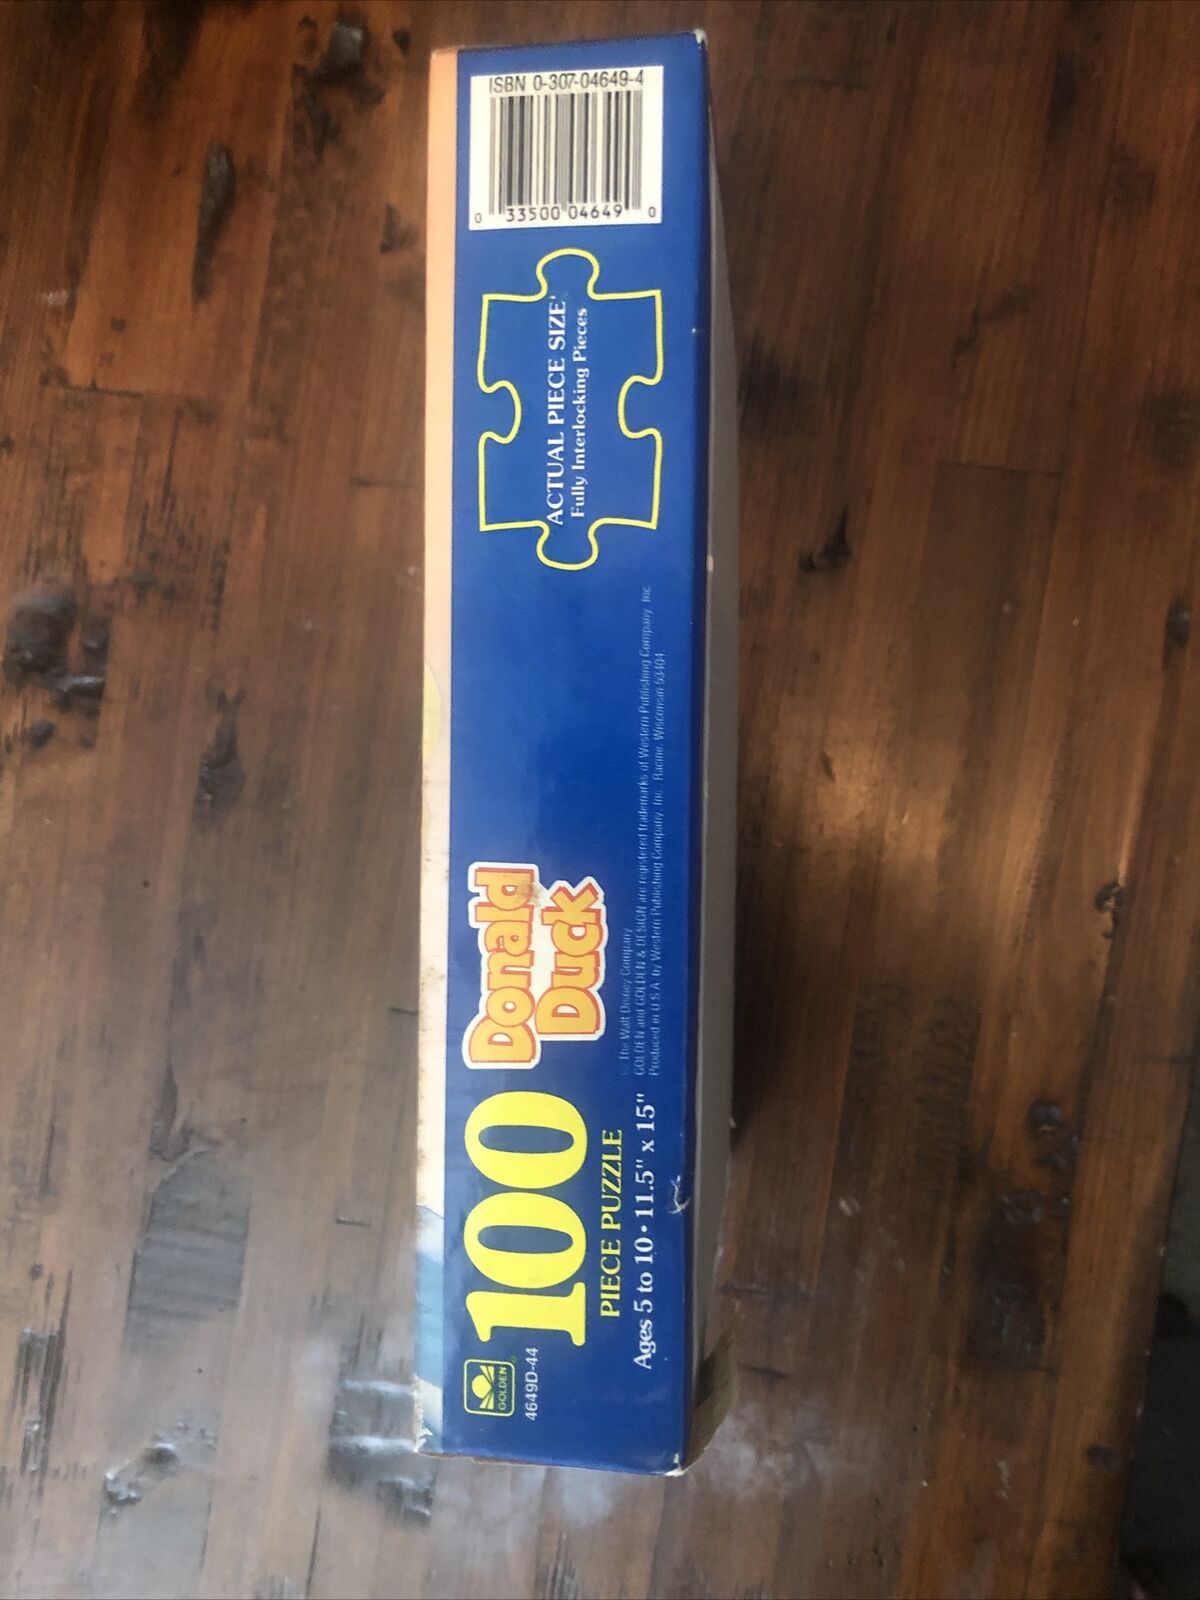 ISBN 0-307-04649-4
0 33500 04649 0
ACTUAL PIECE SIZE
Fully Interlocking Pieces
GOLDEN
4649D-44
100
PIECE PUZZLE
Ages 5 to 10 • 11.5" x 15"
Donald
Duck
© The Walt Disney Company
GOLDEN and GOLDEN & DESIGN are registered trademarks of Western Publishing Company, Inc.
Produced in U.S.A. by Western Publishing Company, Inc. Racine, Wisconsin 53404